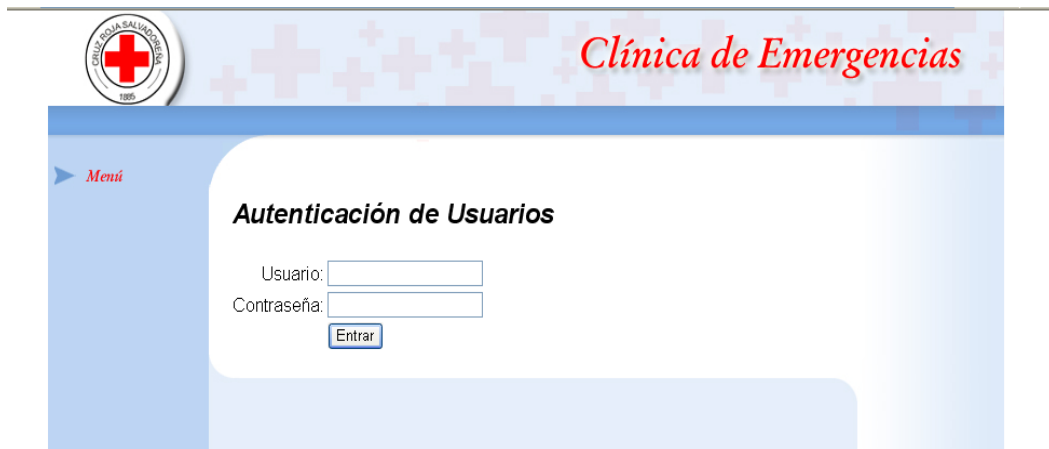 CRUZ ROJA SALVADOREÑA
1885
Clínica de Emergencias
Menú
Autenticación de Usuarios
Usuario:
Contraseña:
Entrar